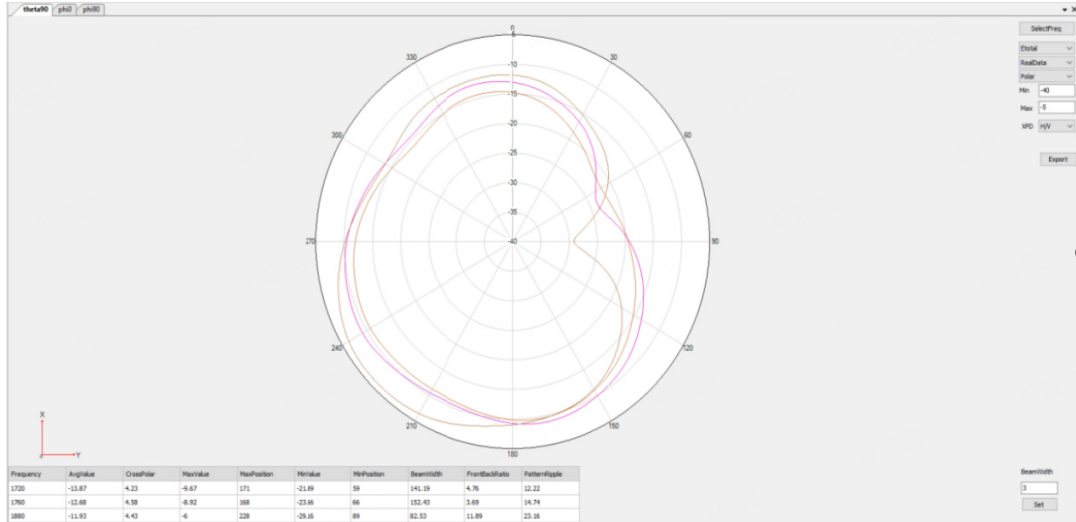 theta90 phi0 phi90
SelectFreq
Etotal
RealData
Polar
Min -40
Max -5
XPD H/V
Export
0
330 30
-10
-15
300 60
-20
-25
-30
-35
270 -40 90
240 120
210 150
180
X
Y
Frequency AvgValue CrossPolar MaxValue MaxPosition MinValue MinPosition BeamWidth FrontBackRatio PatternRipple
1720 -13.87 4.23 -9.67 171 -21.89 59 141.19 4.76 12.22
1760 -12.68 4.58 -8.92 168 -23.66 66 152.43 3.69 14.74
1880 -11.93 4.43 -6 228 -29.16 89 82.53 11.89 23.16
BeamWidth
3
Set